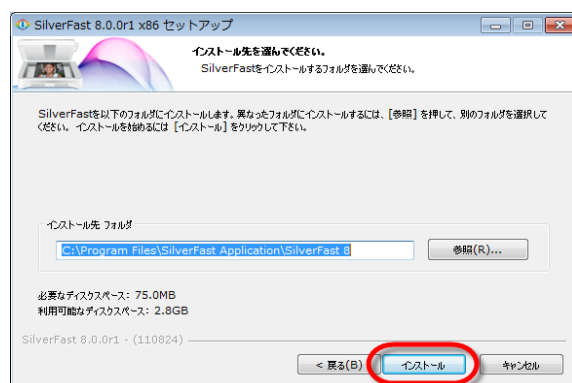 SilverFast 8.0.0r1 x86 セットアップ
インストール先を選んでください。
SilverFastをインストールするフォルダを選んでください。
SilverFastを以下のフォルダにインストールします。異なったフォルダにインストールするには、[参照] を押して、別のフォルダを選択して
ください。 インストールを始めるには [インストール] をクリックして下さい。
インストール先 フォルダ
C:\Program Files\SilverFast Application\SilverFast 8
参照(R)...
必要なディスクスペース: 75.0MB
利用可能なディスクスペース: 2.8GB
SilverFast 8.0.0r1 - (110824)
< 戻る(B)
インストール
キャンセル